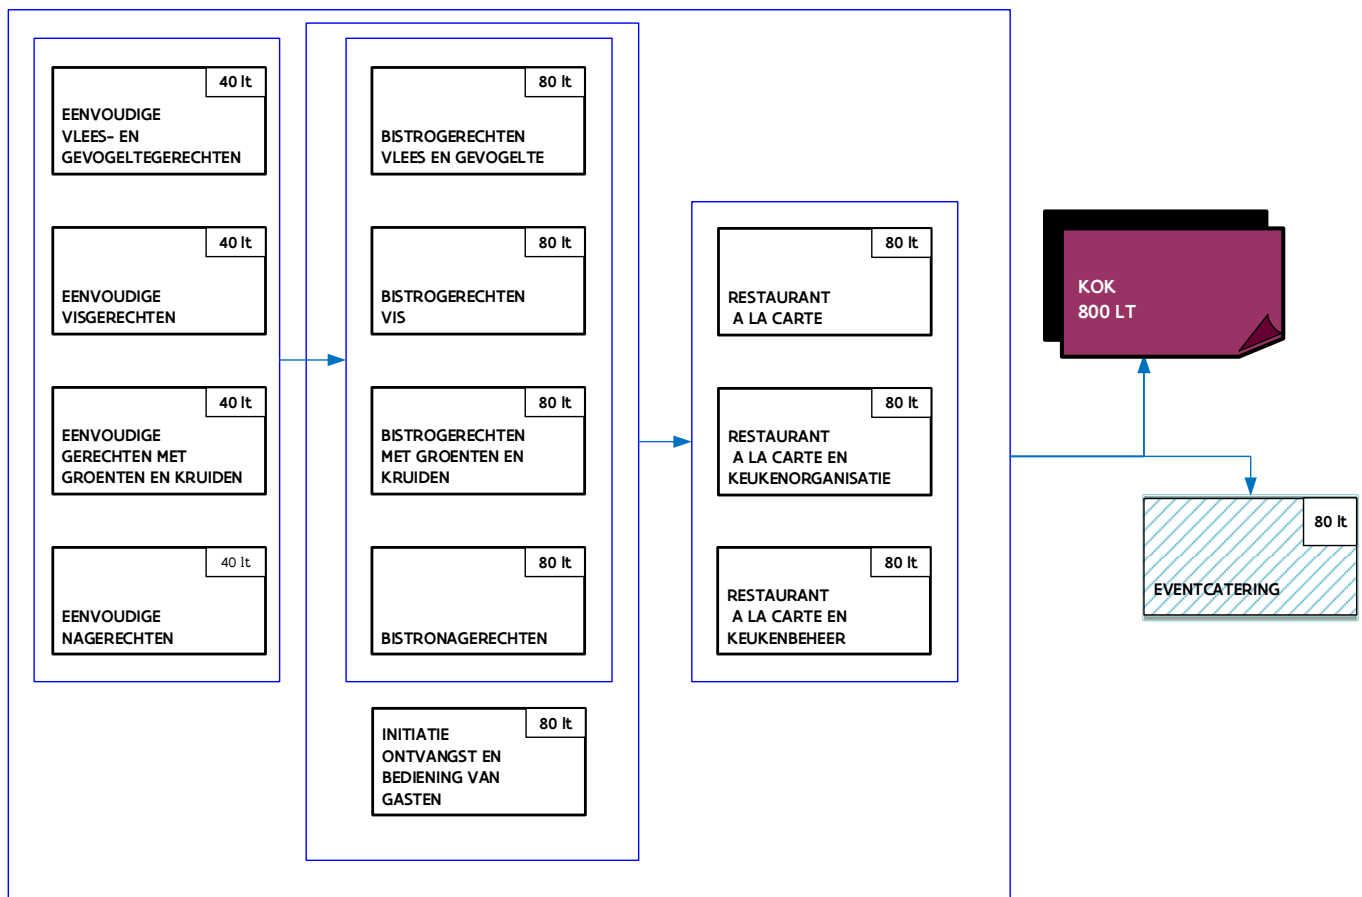 40 lt
EENVOUDIGE
VLEES- EN
GEVOGELTEGERECHTEN
40 lt
EENVOUDIGE
VISGERECHTEN
40 lt
EENVOUDIGE
GERECHTEN MET
GROENTEN EN KRUIDEN
40 lt
EENVOUDIGE
NAGERECHTEN
80 lt
BISTROGERECHTEN
VLEES EN GEVOGELTE
80 lt
BISTROGERECHTEN
VIS
80 lt
BISTROGERECHTEN
MET GROENTEN EN
KRUIDEN
80 lt
BISTRONAGERECHTEN
80 lt
INITIATIE
ONTVANGST EN
BEDIENING VAN
GASTEN
80 lt
RESTAURANT
A LA CARTE
80 lt
RESTAURANT
A LA CARTE EN
KEUKENORGANISATIE
80 lt
RESTAURANT
A LA CARTE EN
KEUKENBEHEER
KOK
800 LT
80 lt
EVENTCATERING